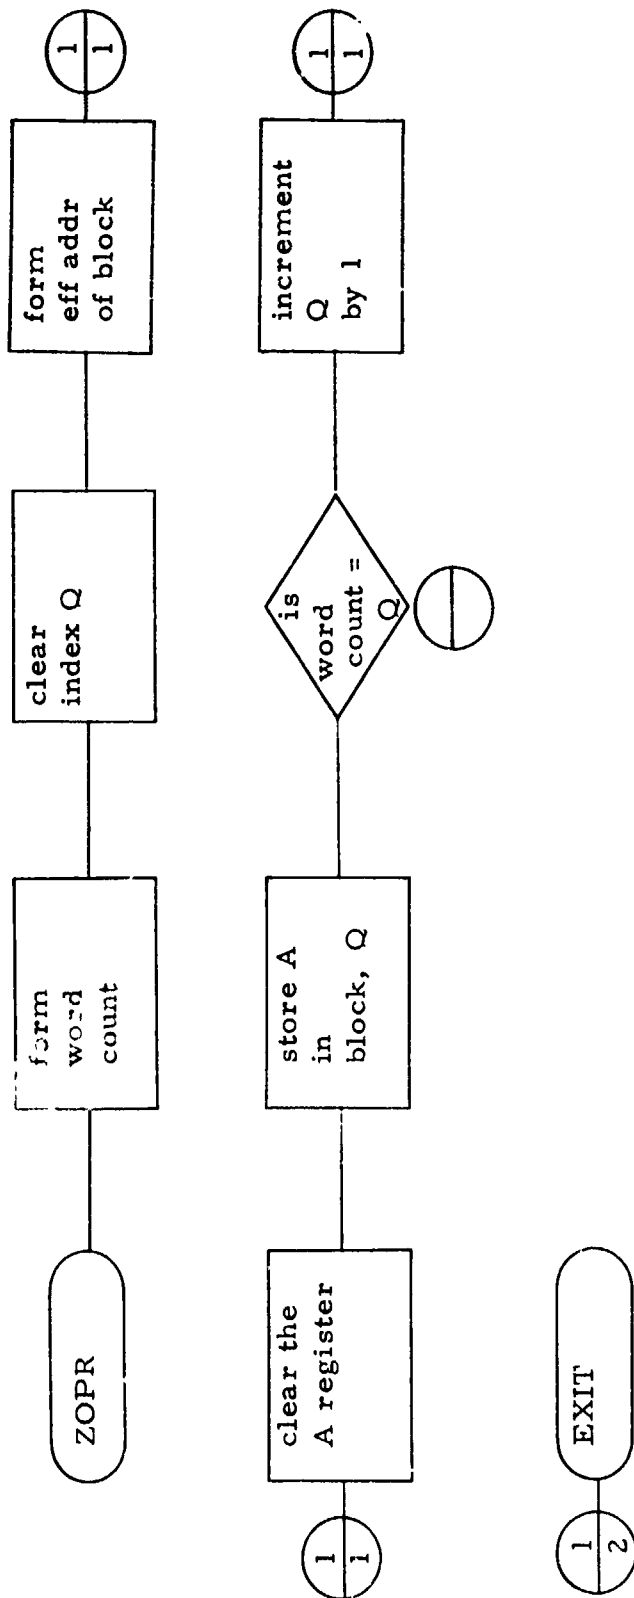 ZOPR
form
word
count
clear
index Q
form
eff addr
of block
1
1
1
1
clear the
A register
store A
in
block, Q
is
word
count =
Q
increment
Q
by 1
1
1
1
2
EXIT